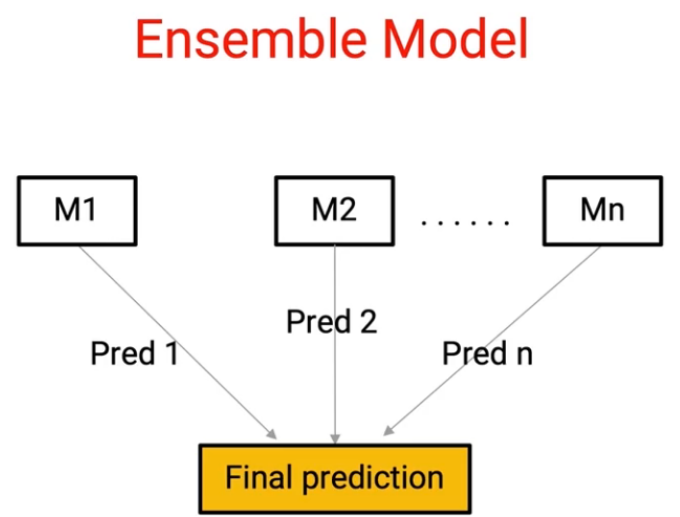 Ensemble Model
M1
M2
......
Mn
Pred 1
Pred 2
Pred n
Final prediction